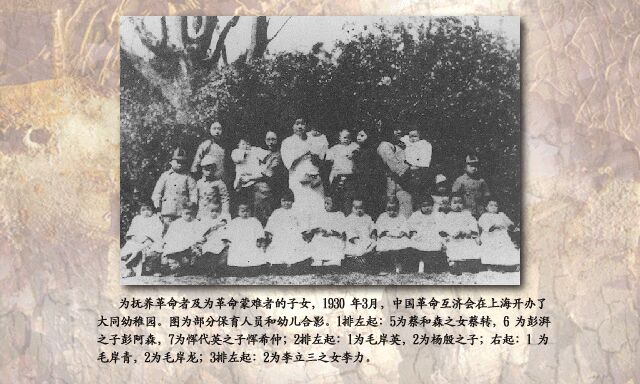 为抚养革命者及为革命蒙难者的子女，1930 年3月，中国革命互济会在上海开办了
大同幼稚园。图为部分保育人员和幼儿合影。1排左起：5为蔡和森之女蔡转，6 为彭湃
之子彭阿森，7为恽代英之子恽希仲；2排左起：1为毛岸英，2为杨殷之子；右起：1 为
毛岸青，2为毛岸龙；3排左起：2为李立三之女李力。